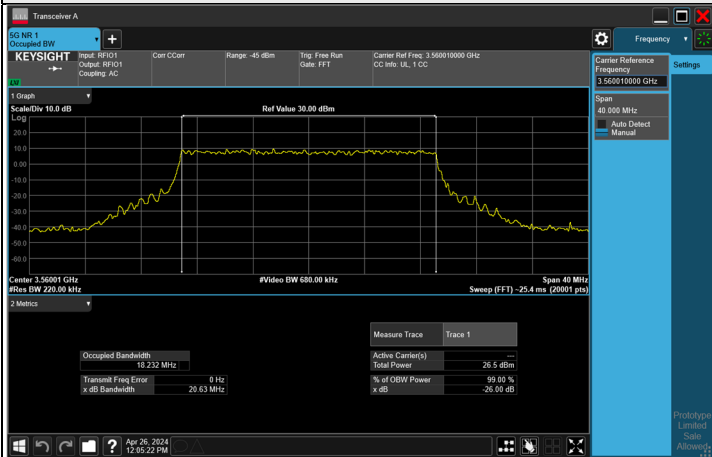 Transceiver A
5G NR 1
Occupied BW
+
Frequency
KEYSIGHT
Input: RFIO1
Output: RFIO1
Coupling: AC
Corr CCorr
Range: -45 dBm
Trig: Free Run
Gate: FFT
Carrier Ref Freq: 3.560010000 GHz
CC Info: UL, 1 CC
Carrier Reference
Frequency
3.560010000 GHz
Settings
Span
40.000 MHz
Auto Detect
Manual
1 Graph
Scale/Div 10.0 dB
Ref Value 30.00 dBm
Log
20.0
10.0
0.00
-10.0
-20.0
-30.0
-40.0
-50.0
-60.0
Center 3.56001 GHz
#Video BW 680.00 kHz
Span 40 MHz
#Res BW 220.00 kHz
Sweep (FFT) ~25.4 ms (20001 pts)
2 Metrics
Measure Trace
Trace 1
Occupied Bandwidth
18.232 MHz
Active Carrier(s)
---
Total Power
26.5 dBm
Transmit Freq Error
0 Hz
% of OBW Power
99.00 %
x dB Bandwidth
20.63 MHz
x dB
-26.00 dB
Prototype
Limited
Sale
Allowed
?
Apr 26, 2024
12:05:22 PM